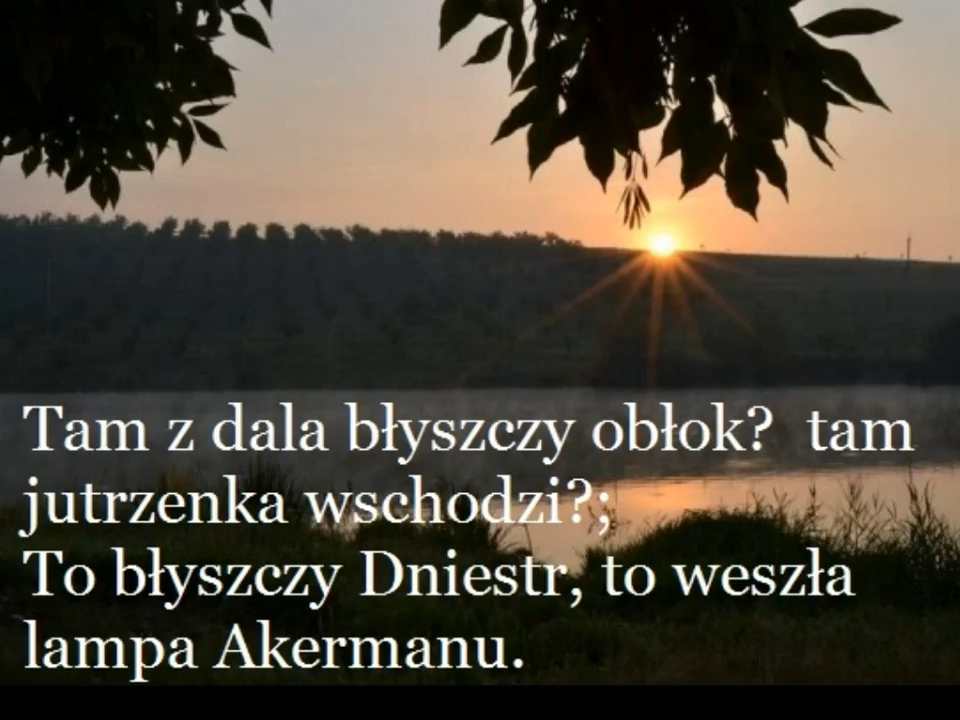 Tam z dala błyszczy obłok?  tam
jutrzenka wschodzi?;
To błyszczy Dniestr, to weszła
lampa Akermanu.